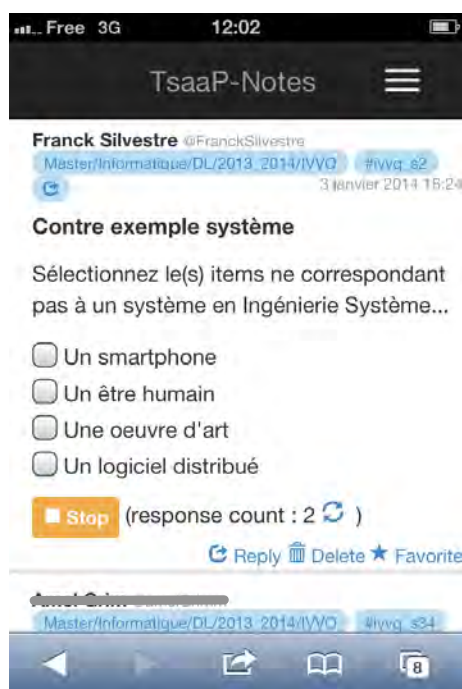 Free 3G 12:02
TsaaP-Notes
Franck Silvestre @FranckSilvestre
Master/Informatique/DL/2013_2014/IVVQ #ivvq_s2
3 janvier 2014 16:24
Contre exemple système
Sélectionnez le(s) items ne correspondant
pas à un système en Ingénierie Système...
Un smartphone
Un être humain
Une oeuvre d'art
Un logiciel distribué
Stop (response count : 2 )
Reply Delete Favorite
Master/Informatique/DL/2013_2014/IVVQ #ivvq_s34
8